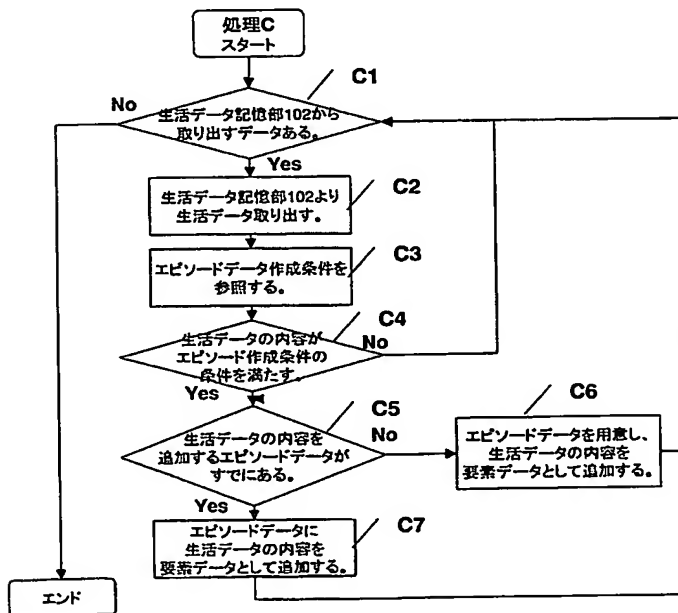 処理C
スタート
C1
No
生活データ記憶部102から
取り出すデータある。
Yes
C2
生活データ記憶部102より
生活データ取り出す。
C3
エピソードデータ作成条件を
参照する。
C4
生活データの内容が
エピソード作成条件の
条件を満たす。
No
Yes
C5
生活データの内容を
追加するエピソードデータが
すでにある。
No
C6
エピソードデータを用意し、
生活データの内容を
要素データとして追加する。
Yes
C7
エピソードデータに
生活データの内容を
要素データとして追加する。
エンド